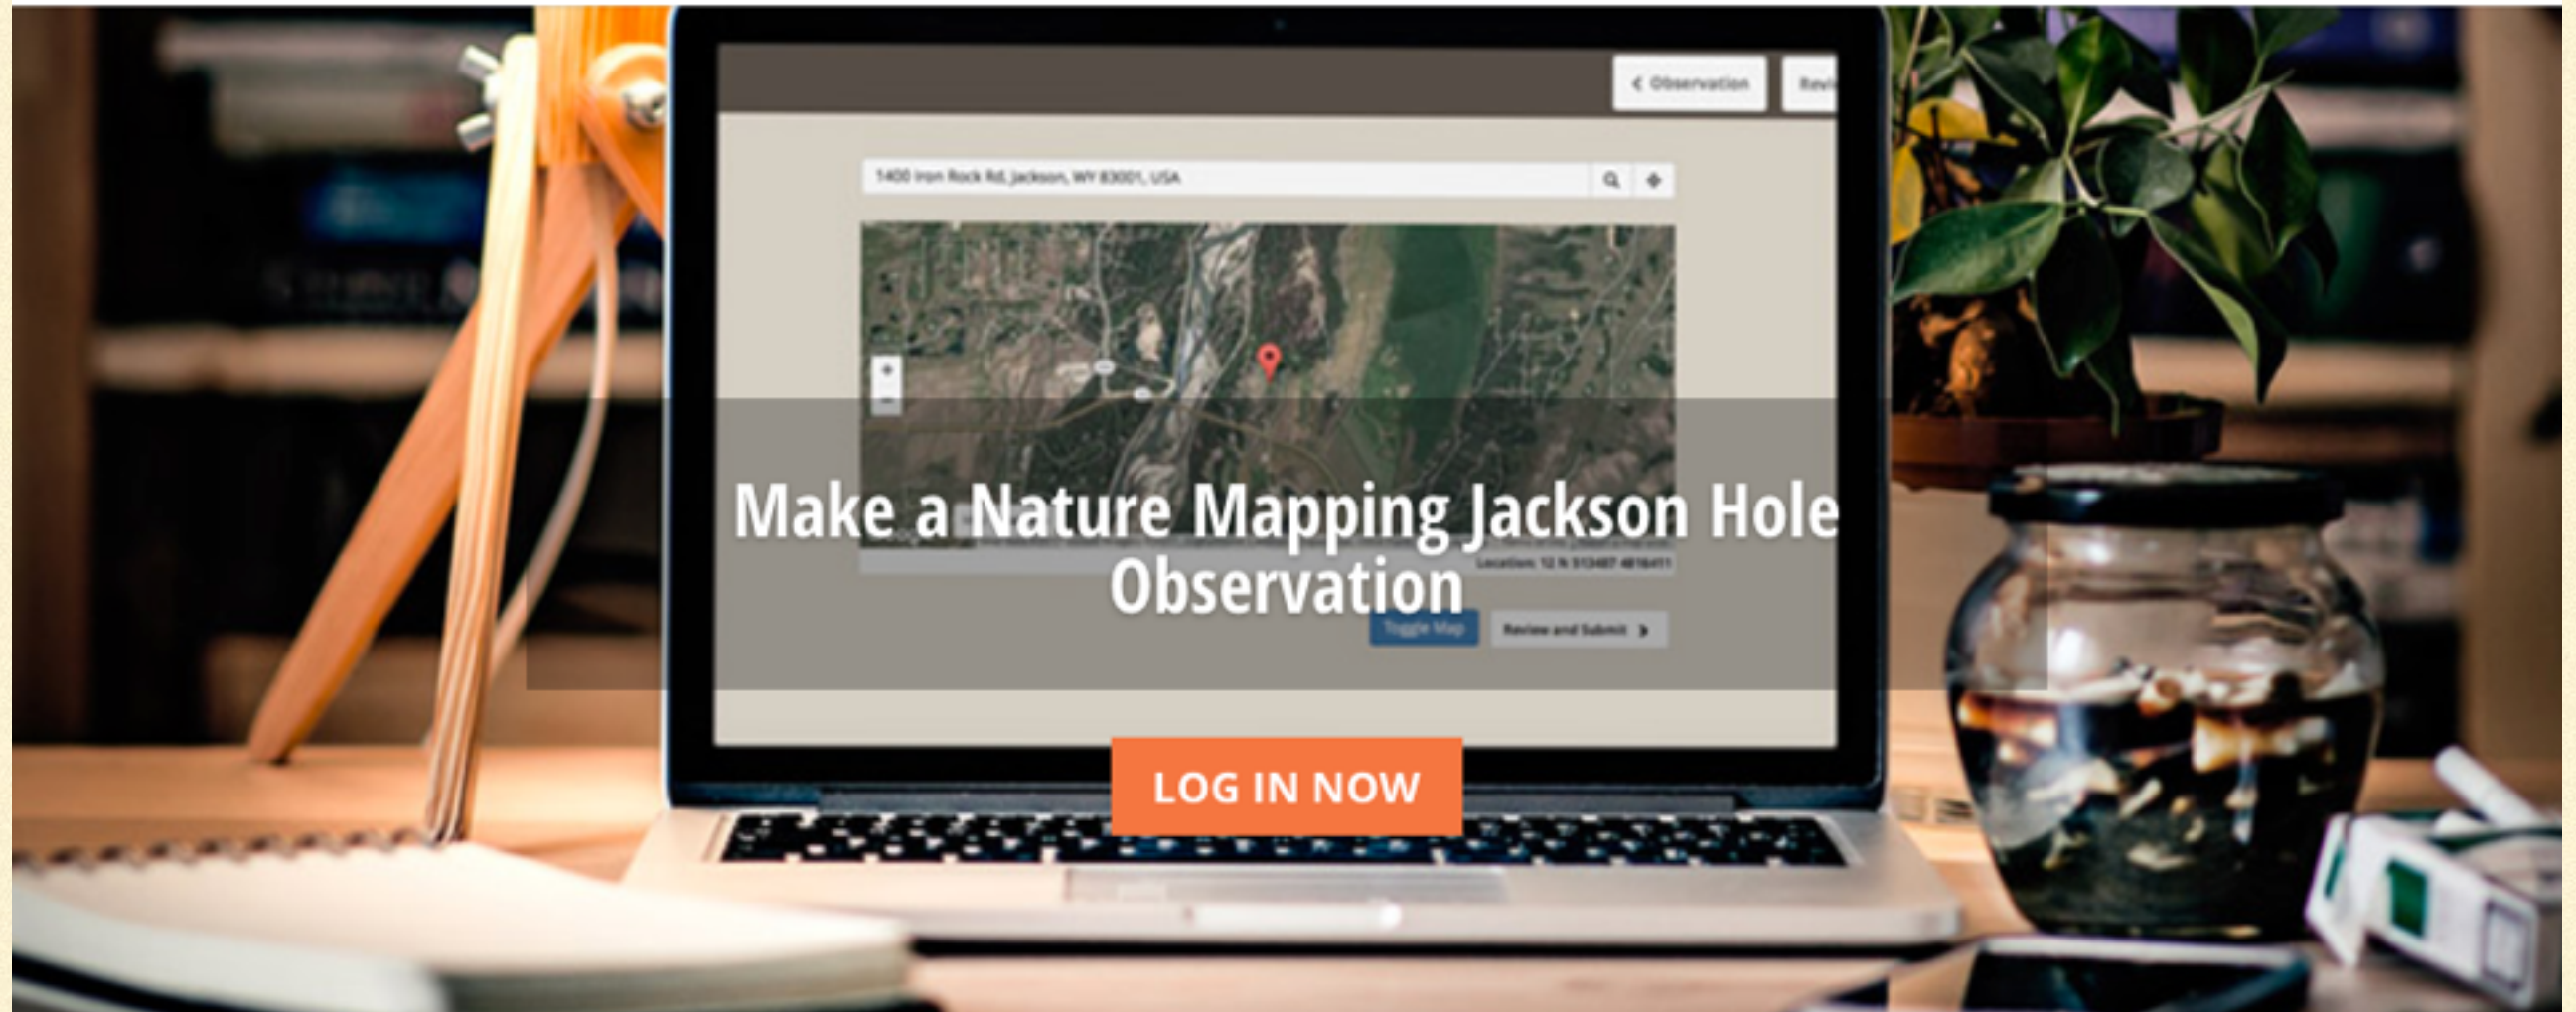 < Observation
1400 Iron Rock Rd, Jackson, WY 83001, USA
Make a Nature Mapping Jackson Hole
Observation
Toggle Map
Review and Submit >
LOG IN NOW